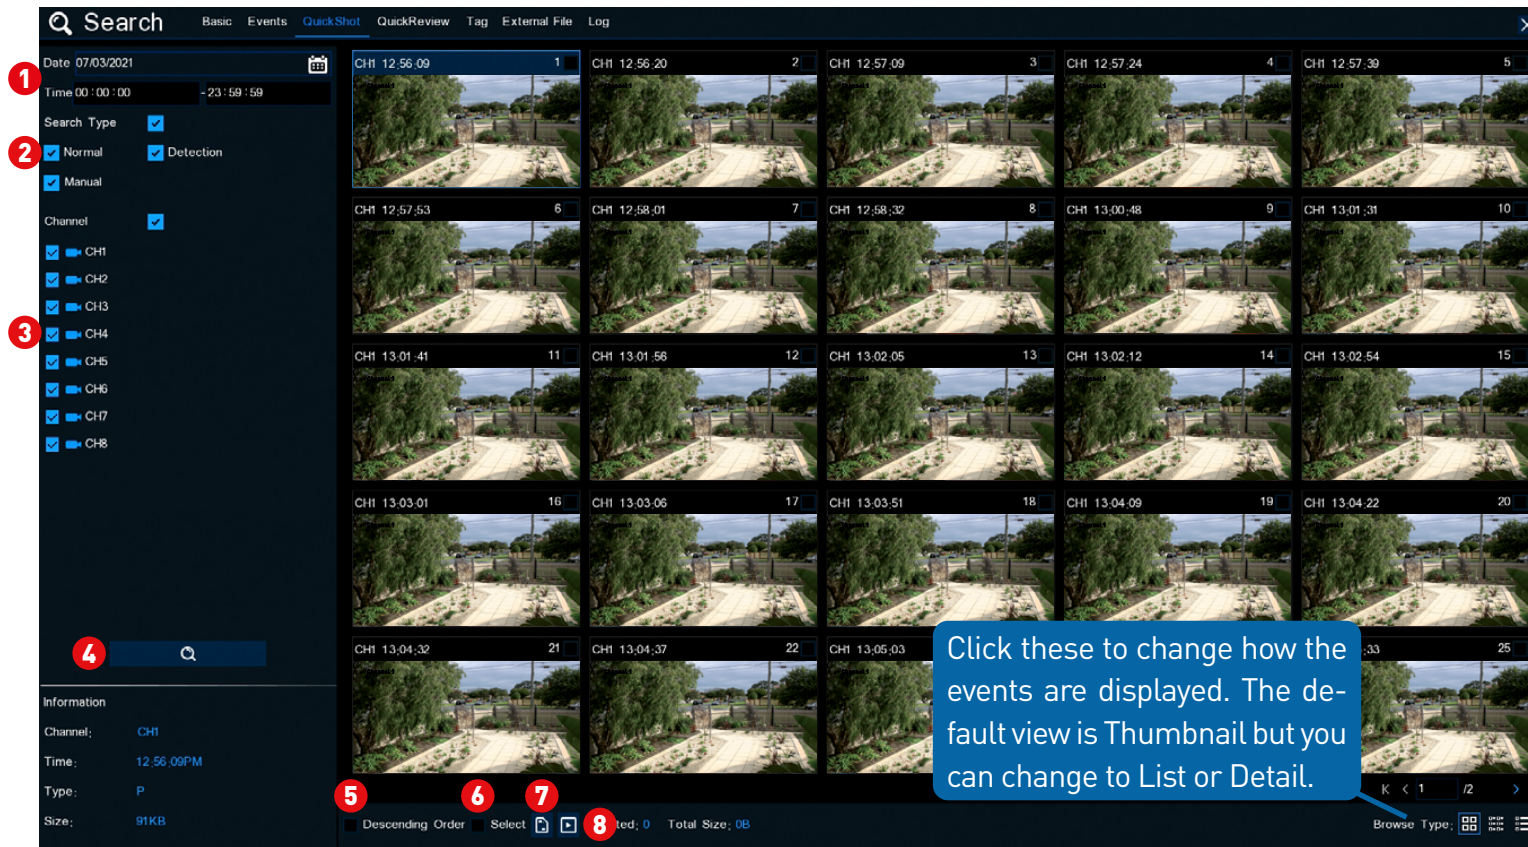 Search Basic Events QuickShot QuickReview Tag External File Log
1
Date 07/03/2021
Time 00:00:00 -23:59:59
Search Type
2 Normal Detection
Manual
Channel
CH1
CH2
CH3
3 CH4
CH5
CH6
CH7
CH8
4
Information
Channel: CH1
Time: 12:56:09PM
Type: P
Size: 91KB
CH1 12:56:09 1 CH1 12:56:20 2 CH1 12:57:09 3 CH1 12:57:24 4 CH1 12:57:39 5
CH1 12:57:53 6 CH1 12:58:01 7 CH1 12:58:32 8 CH1 13:00:48 9 CH1 13:01:31 10
CH1 13:01:41 11 CH1 13:01:56 12 CH1 13:02:05 13 CH1 13:02:12 14 CH1 13:02:54 15
CH1 13:03:01 16 CH1 13:03:06 17 CH1 13:03:51 18 CH1 13:04:09 19 CH1 13:04:22 20
CH1 13:04:32 21 CH1 13:04:37 22 CH1 13:05:03 :33 25
Click these to change how the
events are displayed. The de-
fault view is Thumbnail but you
can change to List or Detail.
1 /2
5 6 7
Descending Order Select 8 ted: 0 Total Size: 0B Browse Type: